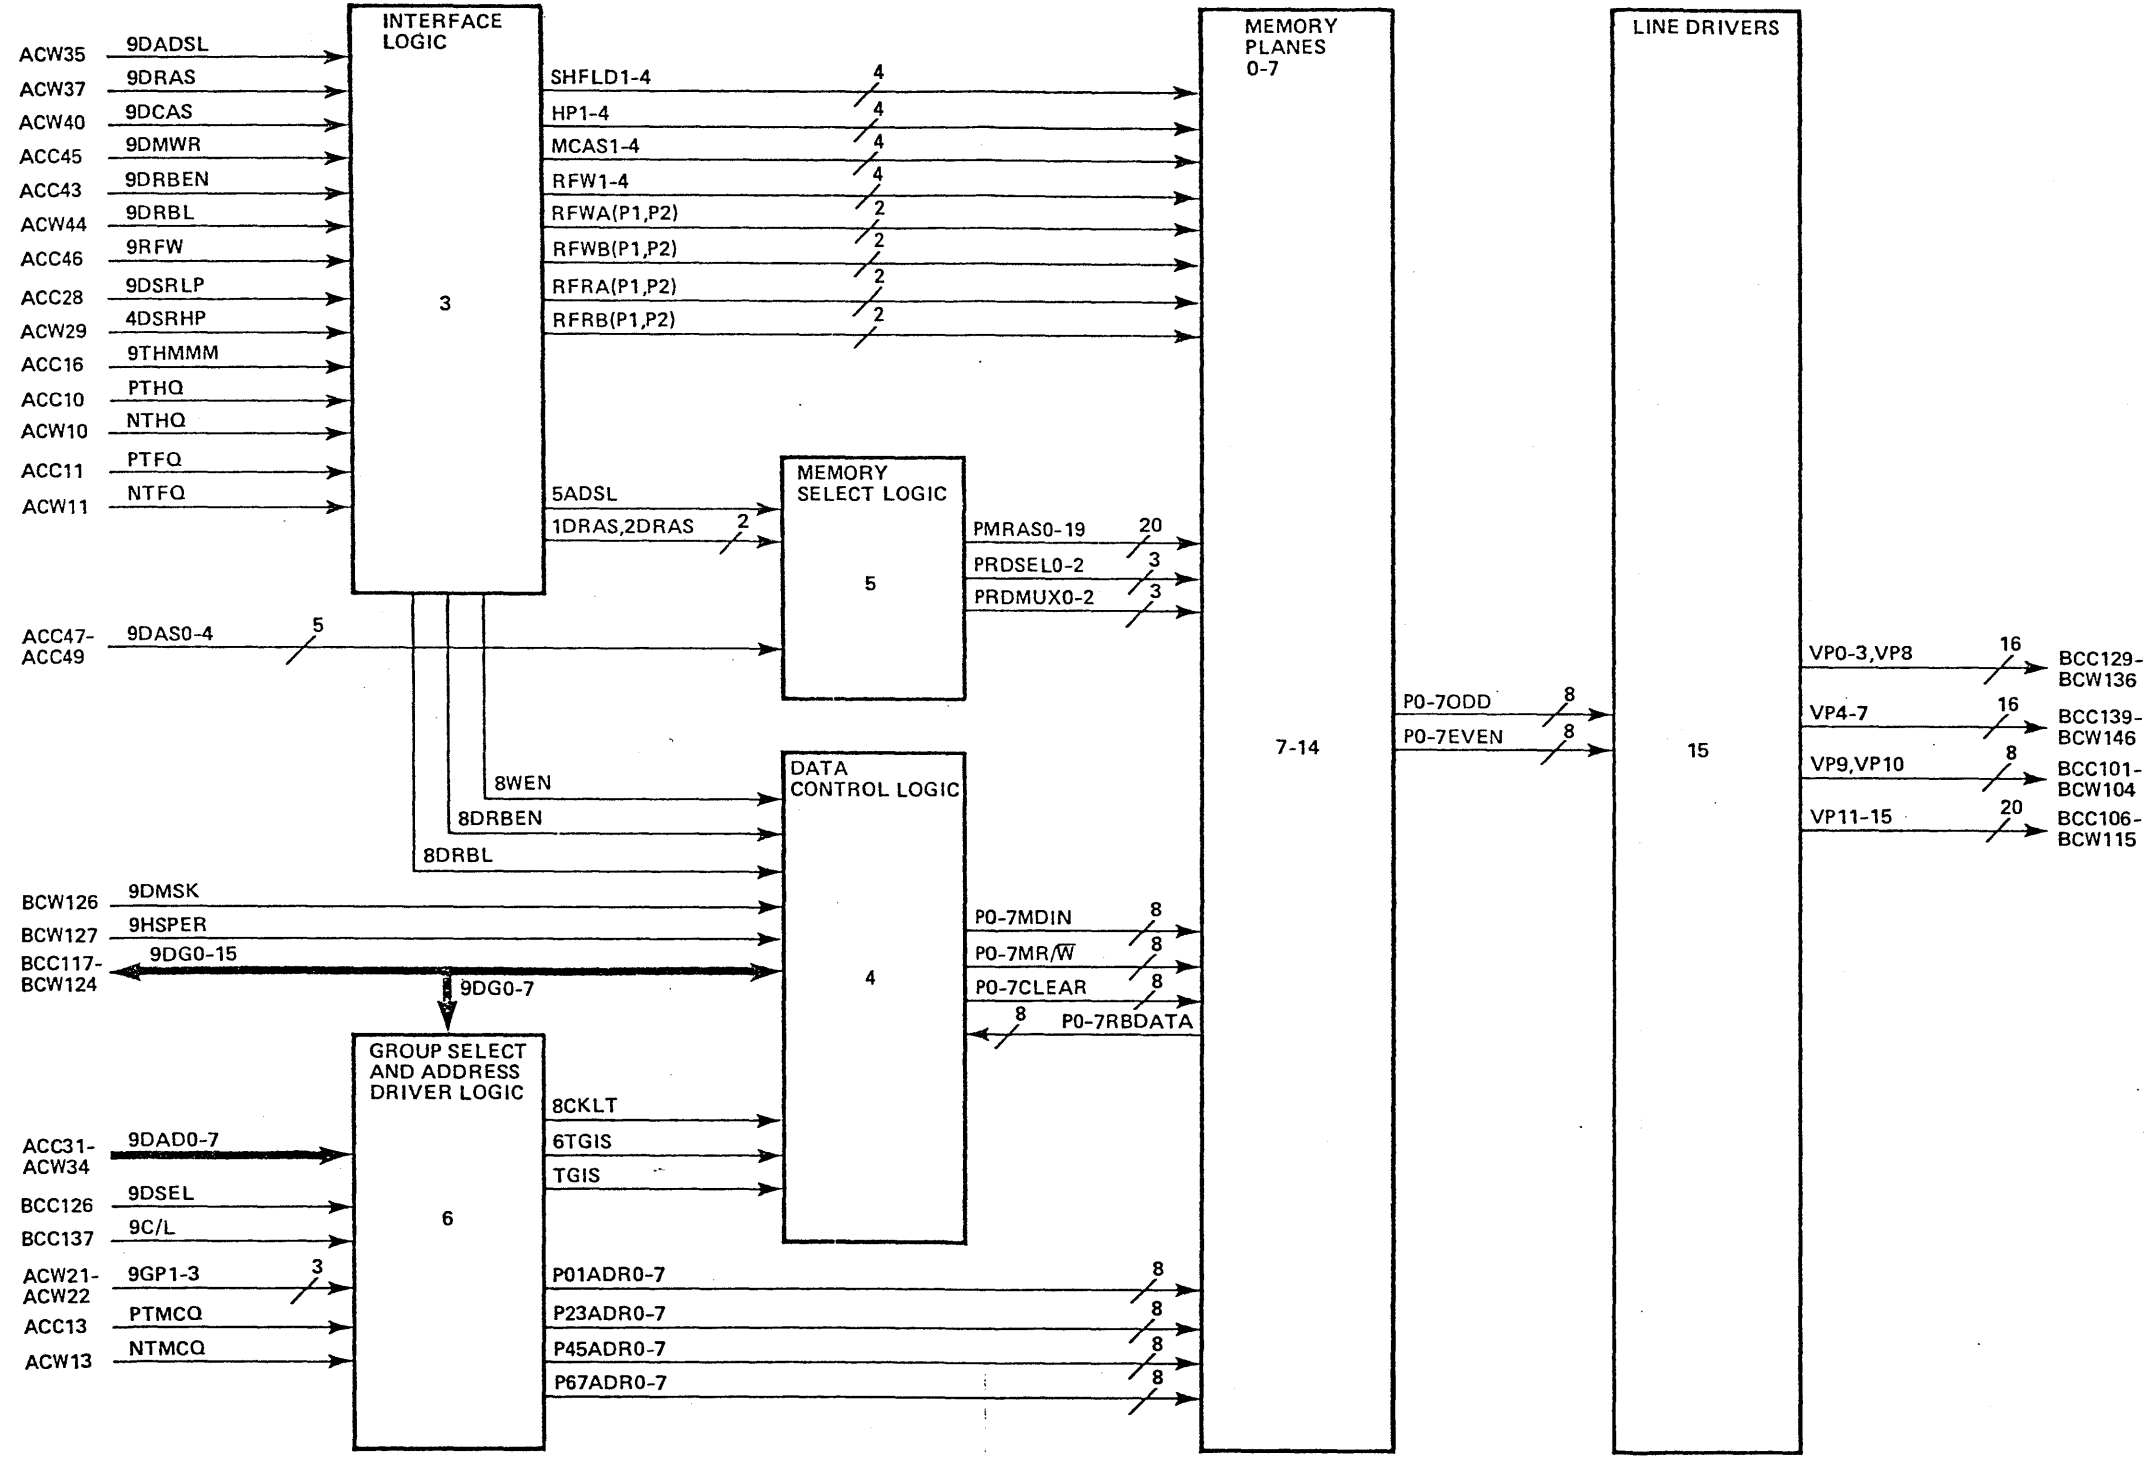 INTERFACE
LOGIC
3
ACW35 9DADSL
ACW37 9DRAS
ACW40 9DCAS
ACC45 9DMWR
ACC43 9DRBEN
ACW44 9DRBL
ACC46 9RFW
ACC28 9DSRLP
ACW29 4DSRHP
ACC16 9THMMM
ACC10 PTHQ
ACW10 NTHQ
ACC11 PTFQ
ACW11 NTFQ
SHFLD1-4 4
HP1-4 4
MCAS1-4 4
RFW1-4 4
RFWA(P1,P2) 2
RFWB(P1,P2) 2
RFRA(P1,P2) 2
RFRB(P1,P2) 2
5ADSL
1DRAS,2DRAS 2
ACC47-
ACC49
9DAS0-4 5
MEMORY
SELECT LOGIC
5
PMRAS0-19 20
PRDSEL0-2 3
PRDMUX0-2 3
8WEN
8DRBEN
8DRBL
BCW126 9DMSK
BCW127 9HSPER
BCC117-
BCW124
9DG0-15
9DG0-7
DATA
CONTROL LOGIC
4
P0-7MDIN 8
P0-7MR/W̅ 8
P0-7CLEAR 8
8 P0-7RBDATA
GROUP SELECT
AND ADDRESS
DRIVER LOGIC
6
ACC31-
ACW34
9DAD0-7
BCC126 9DSEL
BCC137 9C/L
ACW21-
ACW22
9GP1-3 3
ACC13 PTMCQ
ACW13 NTMCQ
8CKLT
6TGIS
TGIS
P01ADR0-7 8
P23ADR0-7 8
P45ADR0-7 8
P67ADR0-7 8
MEMORY
PLANES
0-7
7-14
P0-7ODD 8
P0-7EVEN 8
LINE DRIVERS
15
VP0-3,VP8 16
BCC129-
BCW136
VP4-7 16
BCC139-
BCW146
VP9,VP10 8
BCC101-
BCW104
VP11-15 20
BCC106-
BCW115